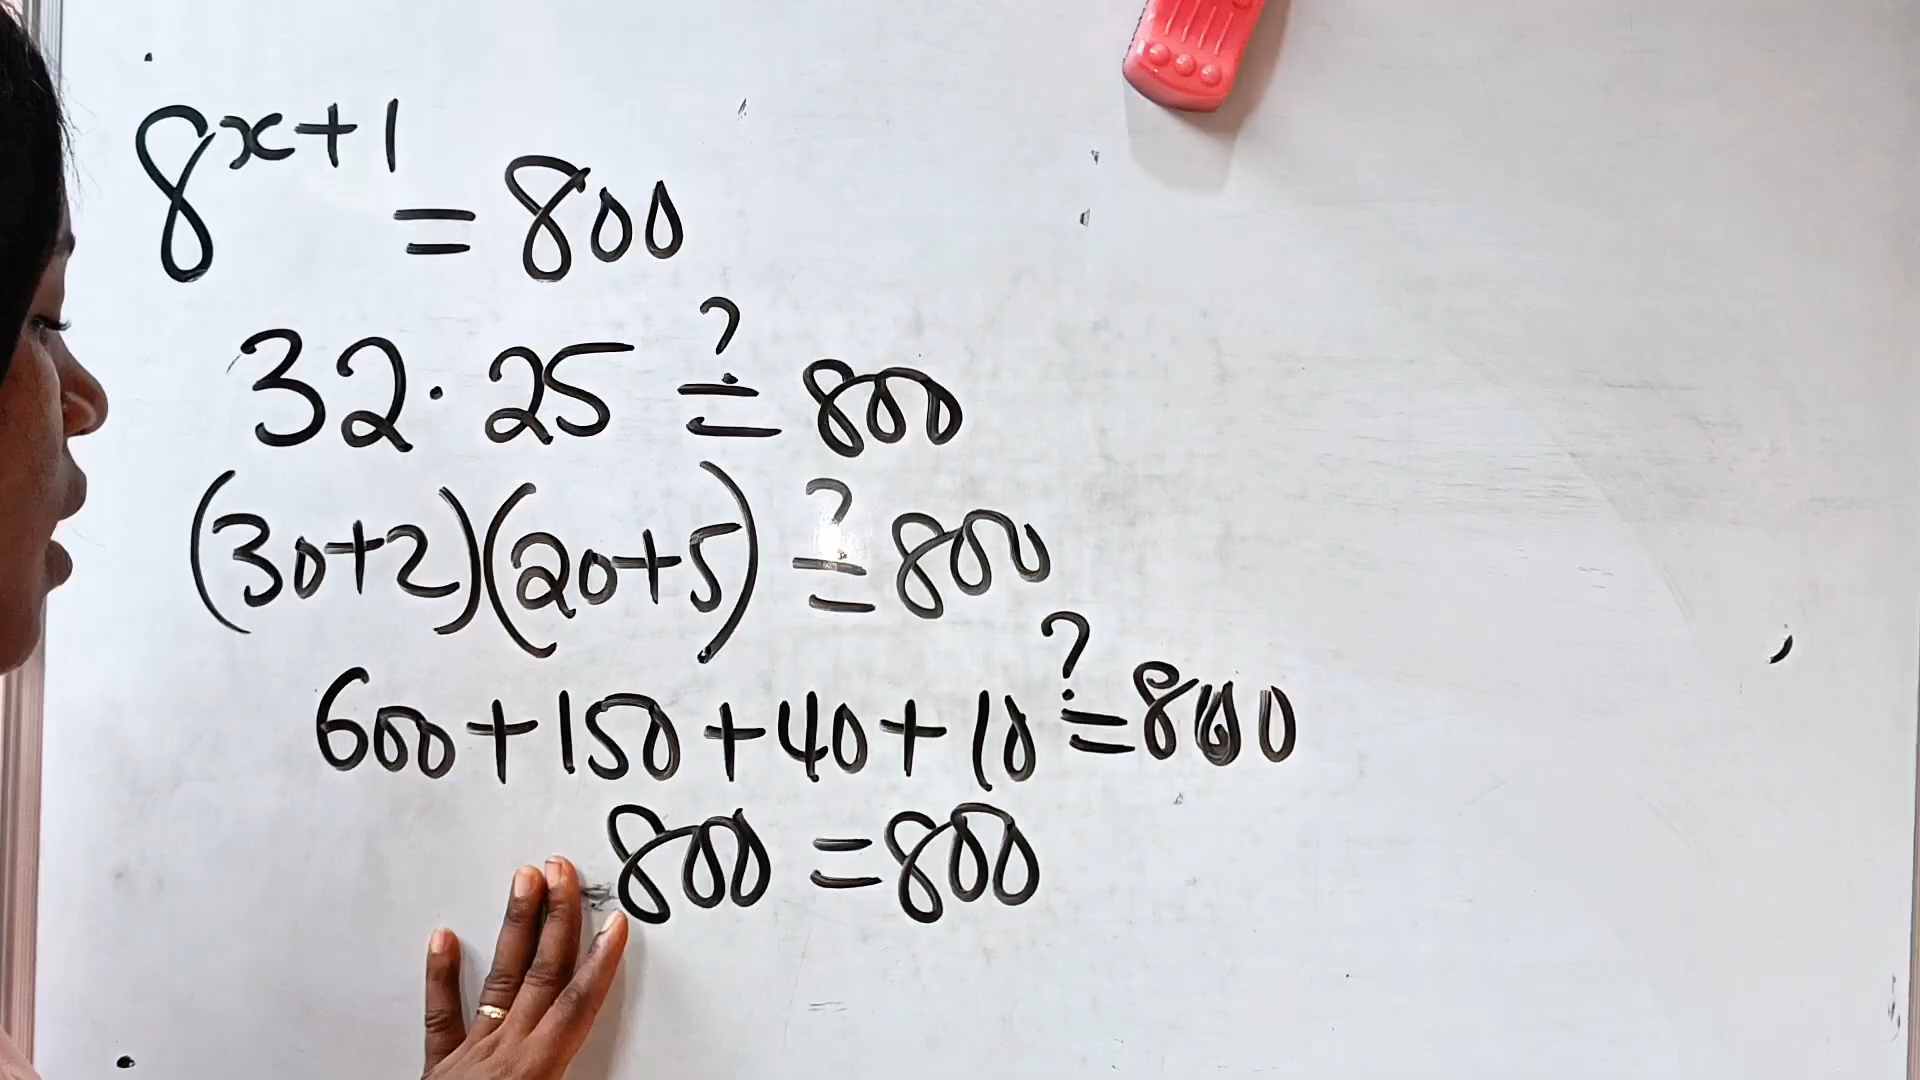 8^{x+1} = 800
32 · 25 ≟ 800
(30+2)(20+5) ≟ 800
600+150+40+10 ≟ 800
800 = 800